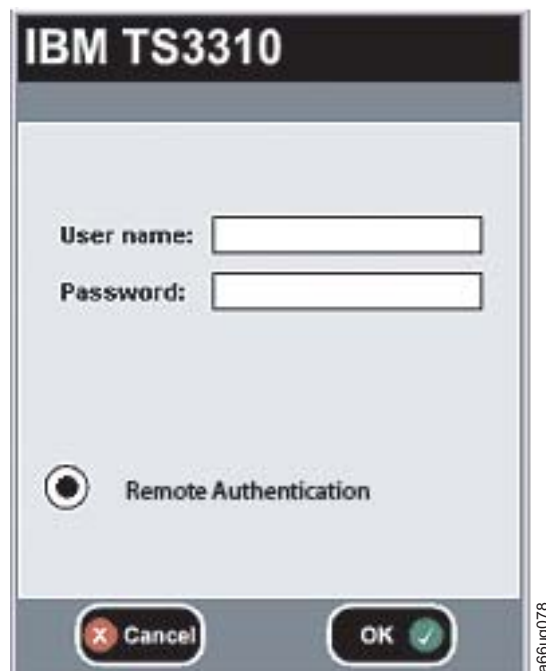 IBM TS3310
User name:
Password:
Remote Authentication
Cancel
OK
a66ug078